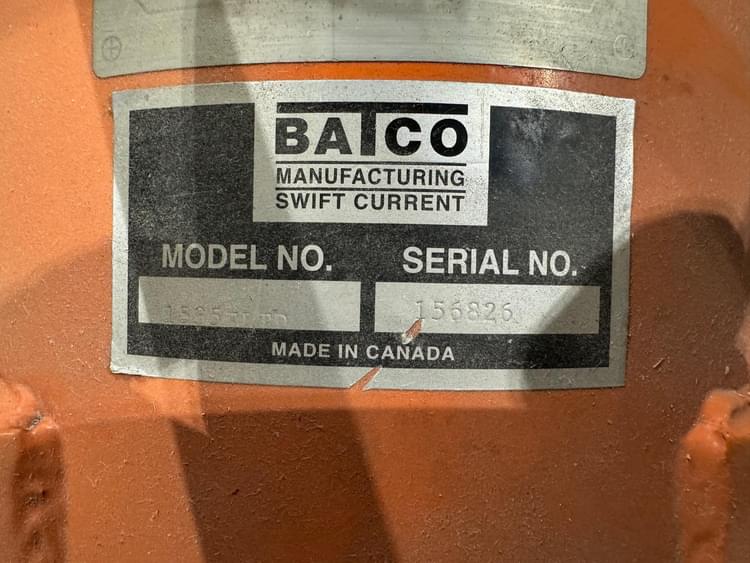 BATCO
MANUFACTURING
SWIFT CURRENT
MODEL NO. SERIAL NO.
156826
MADE IN CANADA